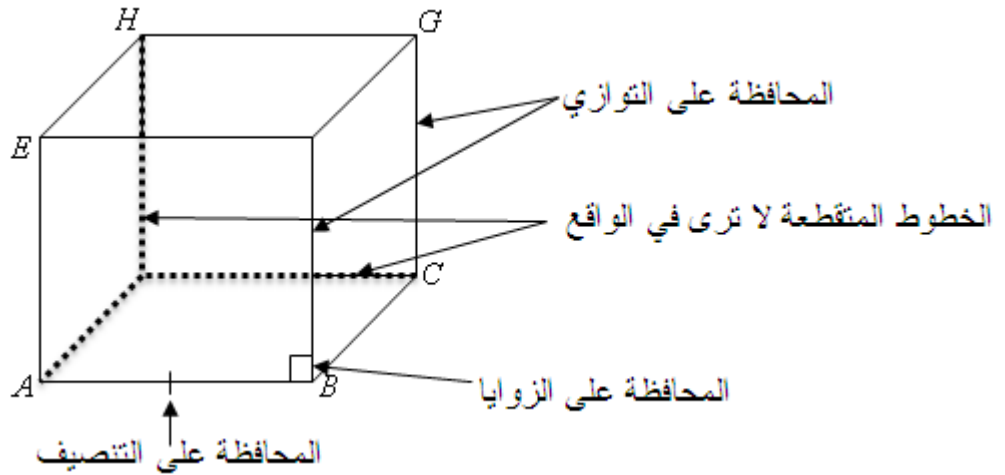 H
G
المحافظة على التوازي
E
الخطوط المتقطعة لا ترى في الواقع
C
A
B
المحافظة على الزوايا
المحافظة على التنصيف